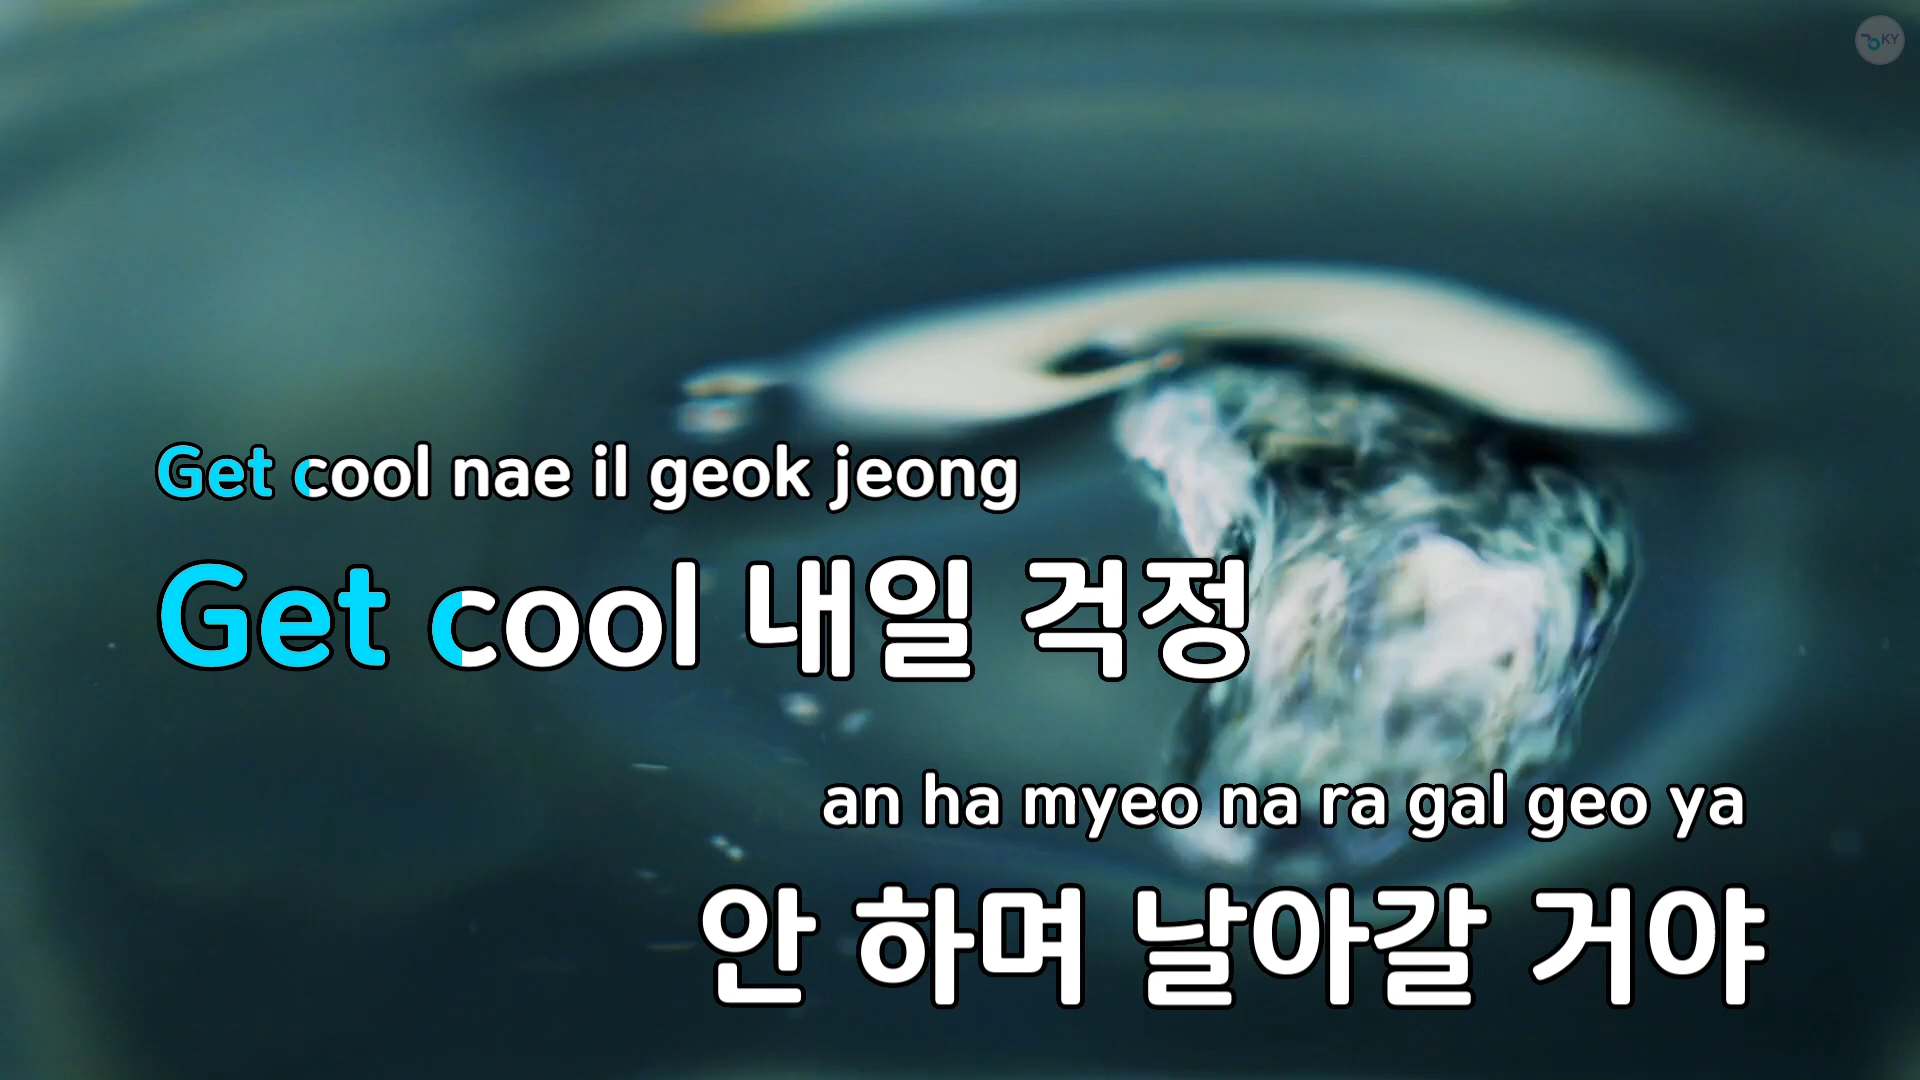 KY
Get cool nae il geok jeong
Get cool 내일 걱정
an ha myeo na ra gal geo ya
안 하며 날아갈 거야